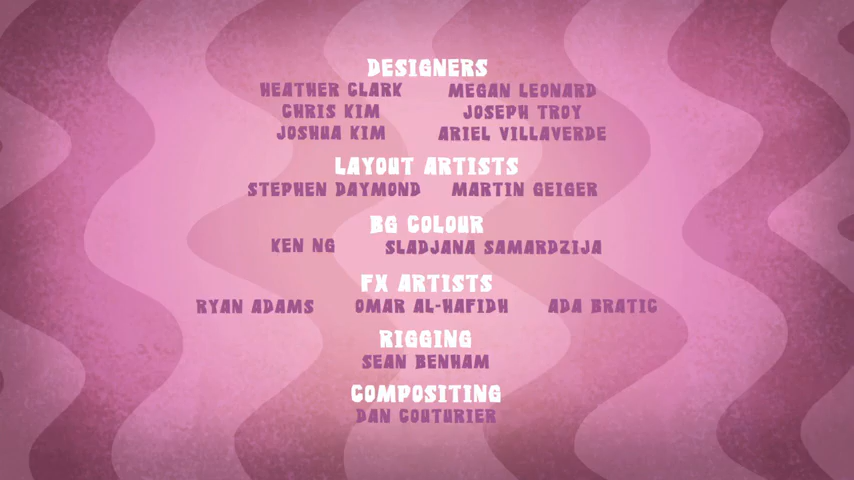 DESIGNERS
HEATHER CLARK MEGAN LEONARD
CHRIS KIM JOSEPH TROY
JOSHUA KIM ARIEL VILLAVERDE
LAYOUT ARTISTS
STEPHEN DAYMOND MARTIN GEIGER
BG COLOUR
KEN NG SLADJANA SAMARDZIJA
FX ARTISTS
RYAN ADAMS OMAR AL-HAFIDH ADA BRATIC
RIGGING
SEAN BENHAM
COMPOSITING
DAN COUTURIER